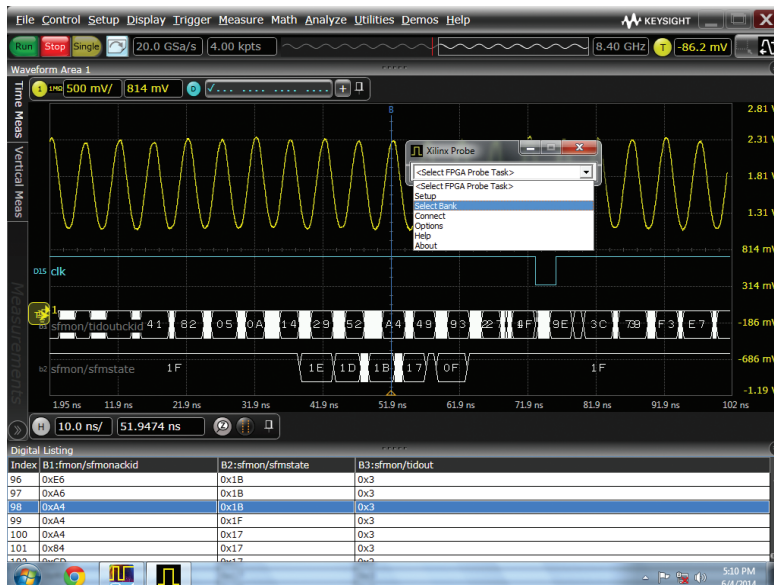 File Control Setup Display Trigger Measure Math Analyze Utilities Demos Help
KEYSIGHT
Run Stop Single 20.0 GSa/s 4.00 kpts 8.40 GHz T -86.2 mV
Waveform Area 1
1 1MΩ 500 mV/ 814 mV D +
Time Meas
Vertical Meas
Measurements
B
2.81 V
2.31 V
1.81 V
1.31 V
814 mV
314 mV
-186 mV
-686 mV
-1.19 V
Xilinx Probe
<Select FPGA Probe Task>
<Select FPGA Probe Task>
Setup
Select Bank
Connect
Options
Help
About
D15 clk
41 82 05 0A 14 29 52 A4 49 93 9E 3C 79 F3 E7
b2 sfmon/sfmstate 1F 1E 1D 1B 17 0F 1F
1.95 ns 11.9 ns 21.9 ns 31.9 ns 41.9 ns 51.9 ns 61.9 ns 71.9 ns 81.9 ns 91.9 ns 102 ns
H 10.0 ns/ 51.9474 ns
Digital Listing
Index B1:fmon/sfmonackid B2:sfmon/sfmstate B3:sfmon/tidout
96 0xE6 0x1B 0x3
97 0xA6 0x1B 0x3
98 0xA4 0x1B 0x3
99 0xA4 0x1F 0x3
100 0xA4 0x17 0x3
101 0x84 0x17 0x3
5:10 PM
6/4/2014